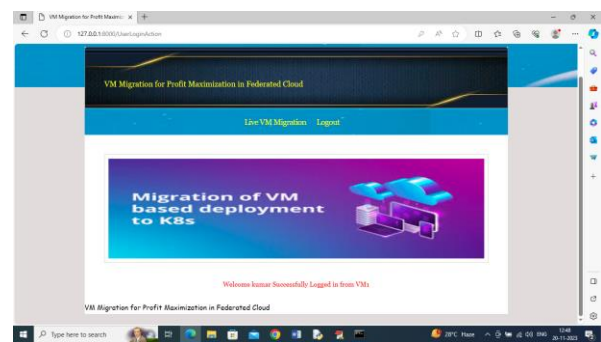 VM Migration for Profit Maximiz
127.0.0.1:8000/UserLoginAction
VM Migration for Profit Maximization in Federated Cloud
Live VM Migration Logout
Migration of VM
based deployment
to K8s
Welcome kumar Successfully Logged in from VM1
VM Migration for Profit Maximization in Federated Cloud
Type here to search
28°C Haze
ENG
12:48
20-11-2023